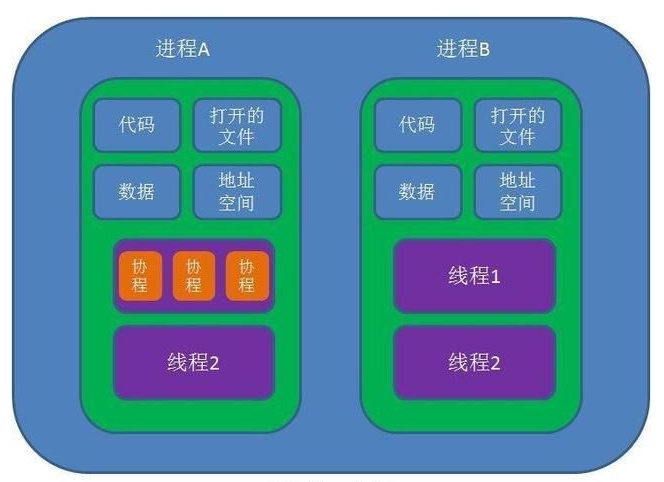 进程A
进程B
代码
打开的
文件
代码
打开的
文件
数据
地址
空间
数据
地址
空间
协
程
协
程
协
程
线程1
线程2
线程2